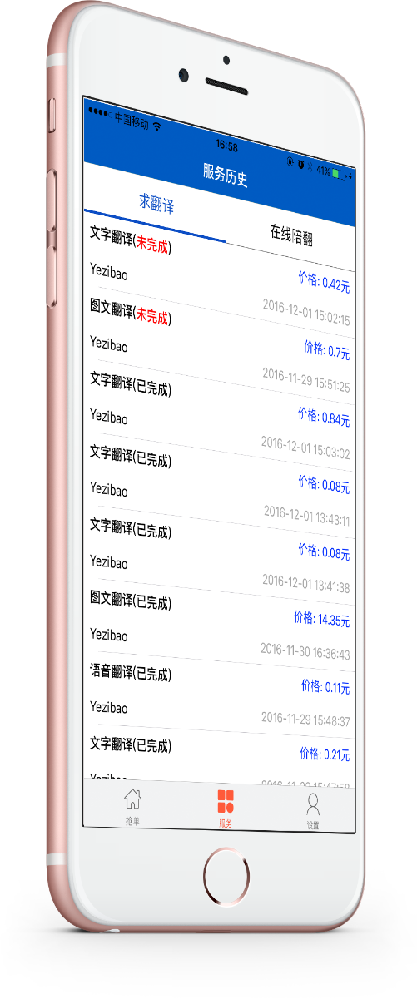 中国移动
16:58
41%
服务历史
求翻译
在线陪翻
文字翻译(未完成)
价格: 0.42元
Yezibao
2016-12-01 15:02:15
图文翻译(未完成)
价格: 0.7元
Yezibao
2016-11-29 15:51:25
文字翻译(已完成)
价格: 0.84元
Yezibao
2016-12-01 15:03:02
文字翻译(已完成)
价格: 0.08元
Yezibao
2016-12-01 13:43:11
文字翻译(已完成)
价格: 0.08元
Yezibao
2016-12-01 13:41:38
图文翻译(已完成)
价格: 14.35元
Yezibao
2016-11-30 16:36:43
语音翻译(已完成)
价格: 0.11元
Yezibao
2016-11-29 15:48:37
文字翻译(已完成)
价格: 0.21元
抢单
服务
设置